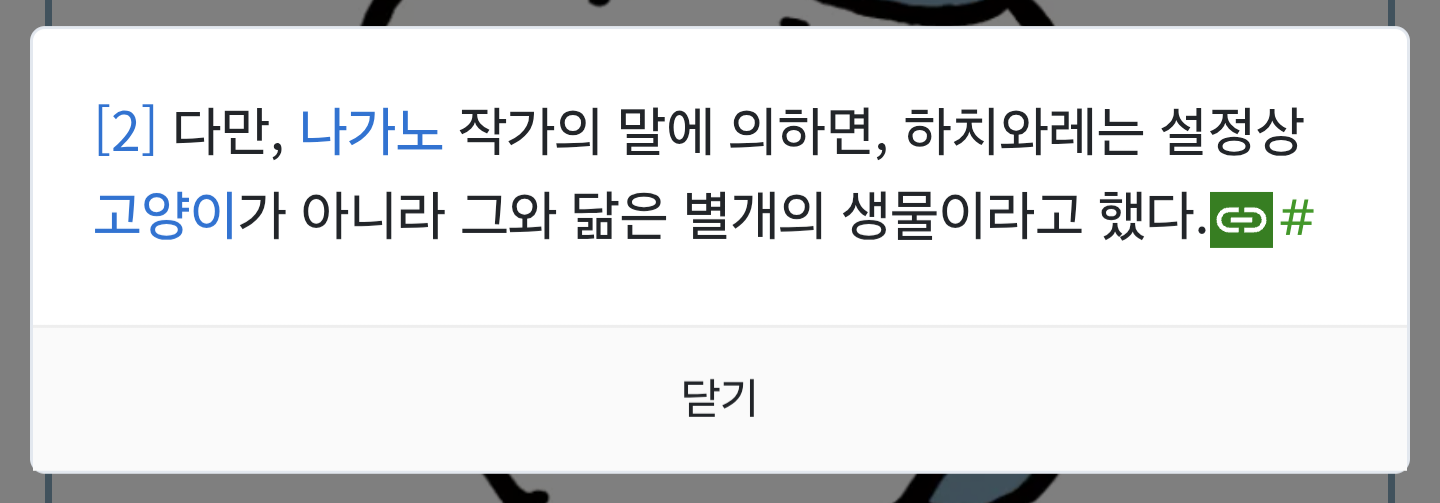 [2] 다만, 나가노 작가의 말에 의하면, 하치와레는 설정상
고양이가 아니라 그와 닮은 별개의 생물이라고 했다.#
닫기